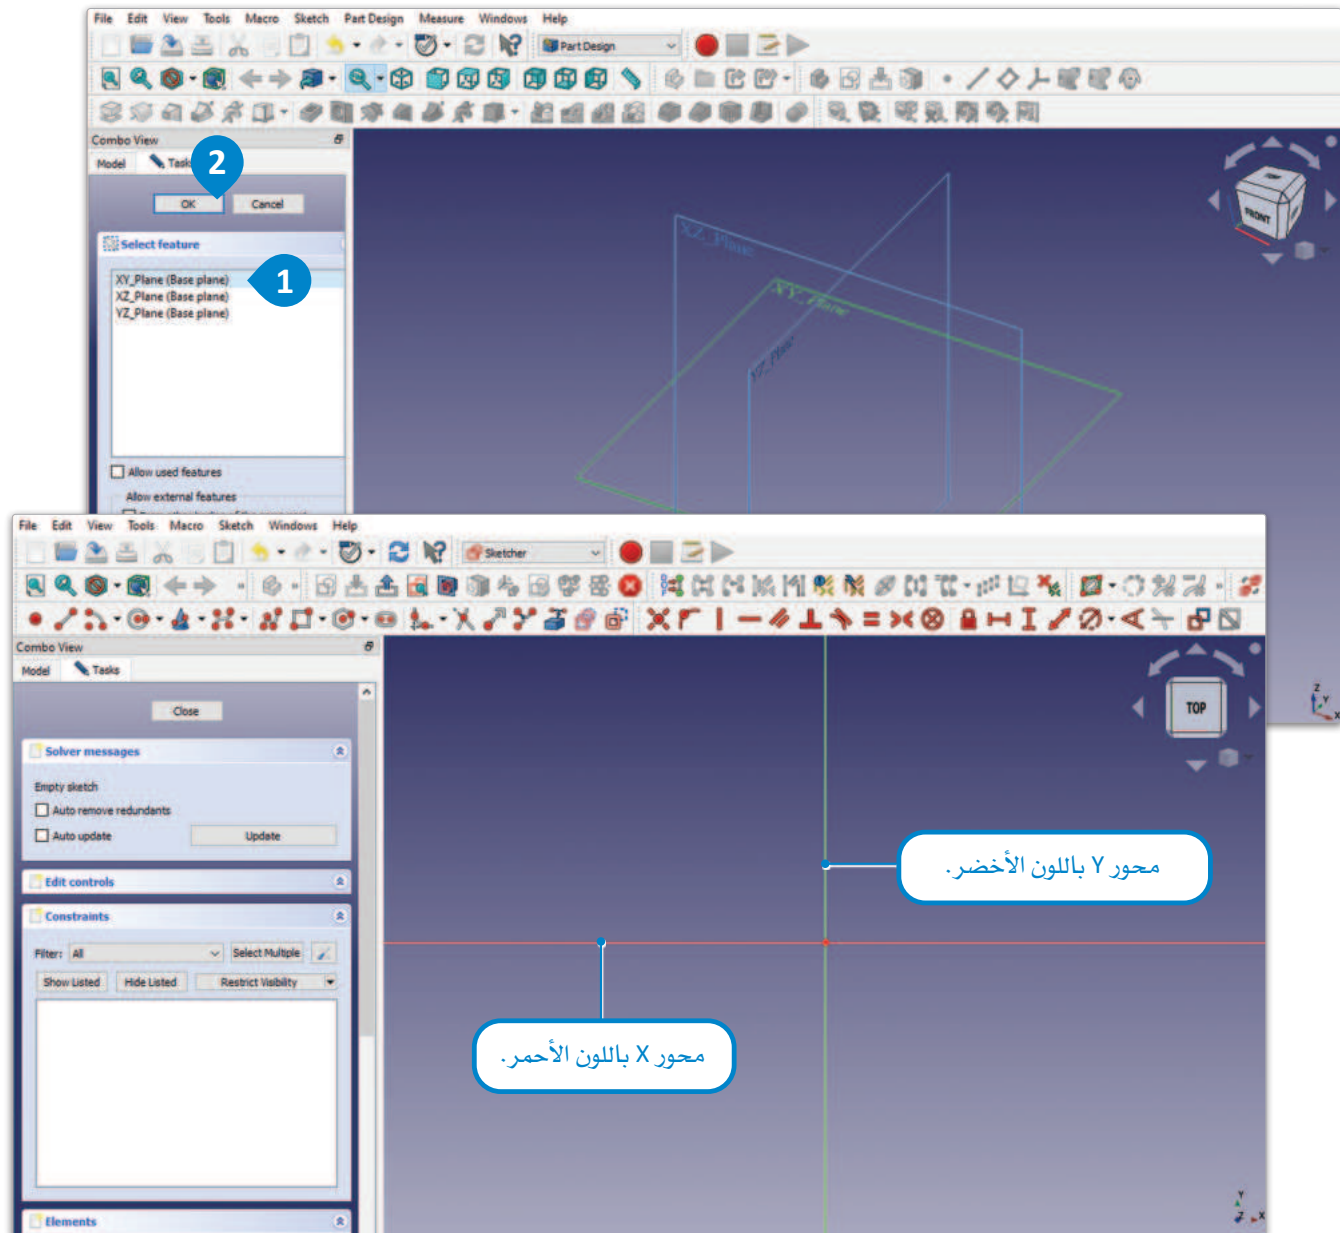 File Edit View Tools Macro Sketch Part Design Measure Windows Help
Part Design
Combo View
Model Tasks
2
OK Cancel
Select feature
XY_Plane (Base plane)
1
XZ_Plane (Base plane)
YZ_Plane (Base plane)
Allow used features
Allow external features
XZ_Plane
XY_Plane
YZ_Plane
FRONT
Z
Y
X
File Edit View Tools Macro Sketch Windows Help
Sketcher
Combo View
Model Tasks
Close
Solver messages
Empty sketch
Auto remove redundants
Auto update Update
Edit controls
Constraints
Filter: All Select Multiple
Show Listed Hide Listed Restrict Visibility
Elements
TOP
محور Y باللون الأخضر.
محور X باللون الأحمر.
Y
Z X